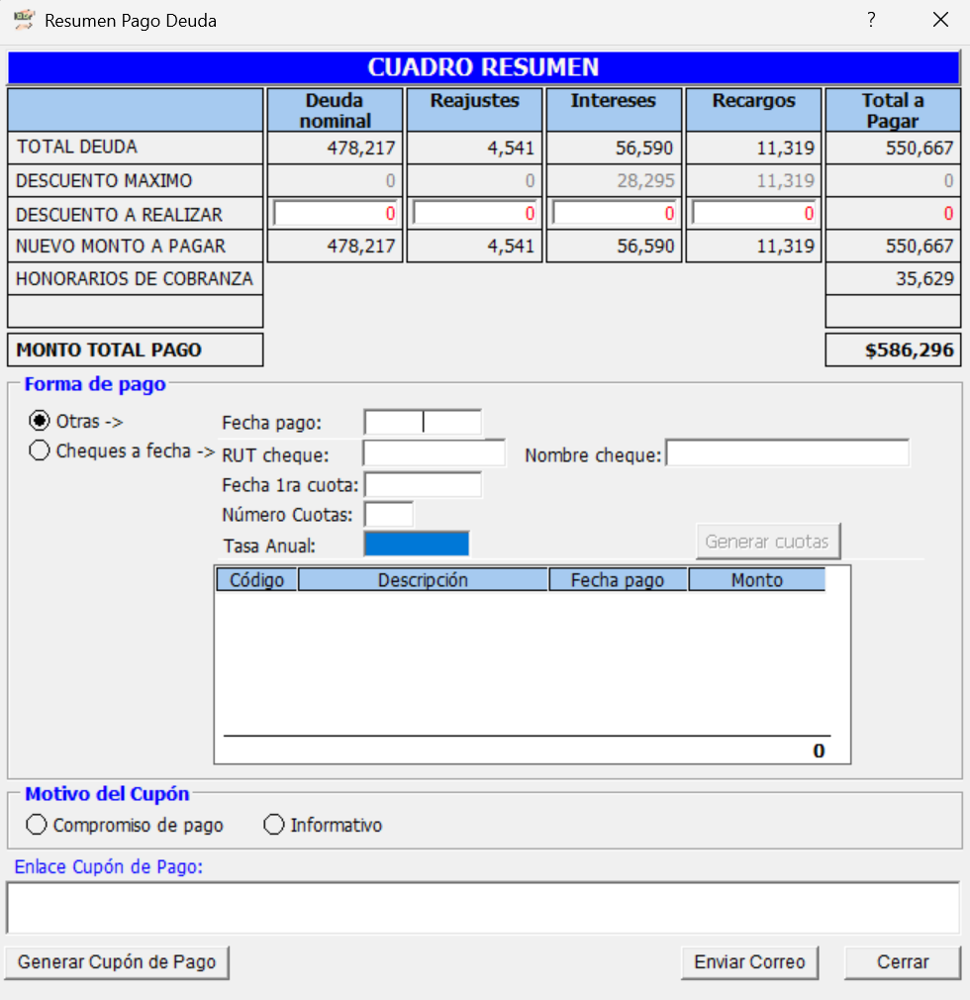 Resumen Pago Deuda ? X
CUADRO RESUMEN
Deuda nominal Reajustes Intereses Recargos Total a Pagar
TOTAL DEUDA 478,217 4,541 56,590 11,319 550,667
DESCUENTO MAXIMO 0 0 28,295 11,319 0
DESCUENTO A REALIZAR 0 0 0 0 0
NUEVO MONTO A PAGAR 478,217 4,541 56,590 11,319 550,667
HONORARIOS DE COBRANZA 35,629
MONTO TOTAL PAGO $586,296
Forma de pago
Otras -> Fecha pago:
Cheques a fecha -> RUT cheque: Nombre cheque:
Fecha 1ra cuota:
Número Cuotas:
Tasa Anual: Generar cuotas
Código Descripción Fecha pago Monto
0
Motivo del Cupón
Compromiso de pago Informativo
Enlace Cupón de Pago:
Generar Cupón de Pago Enviar Correo Cerrar